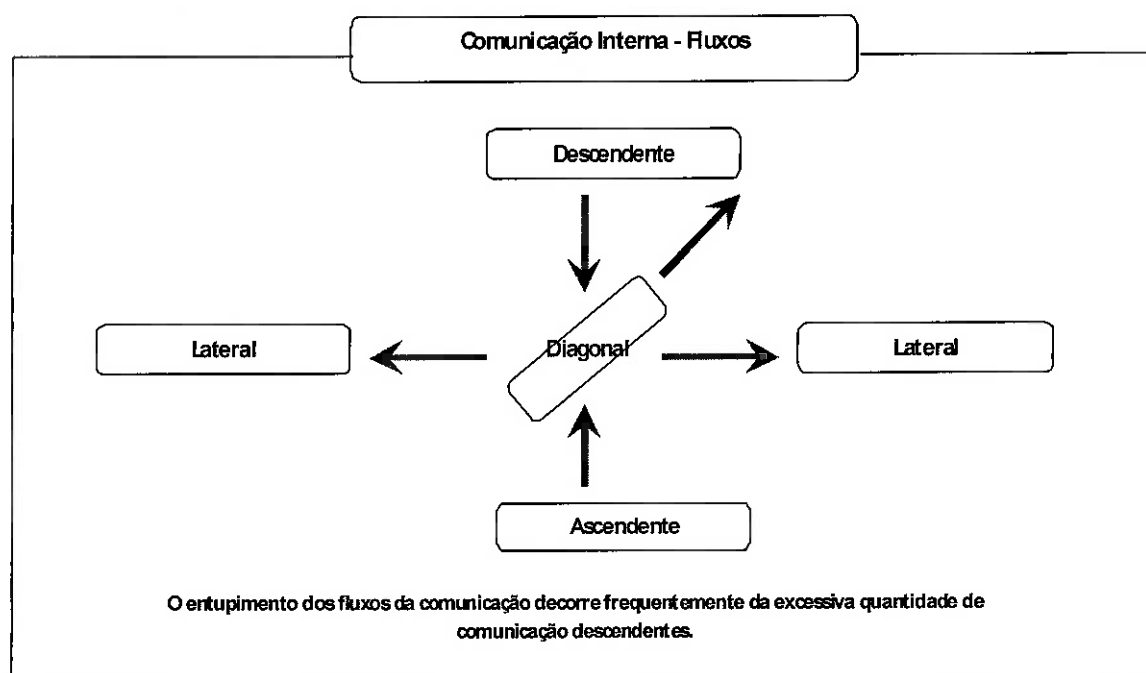 Comunicação Interna - Fluxos
Descendente
Lateral
Diagonal
Lateral
Ascendente
O entupimento dos fluxos da comunicação decorre frequentemente da excessiva quantidade de
comunicação descendentes.